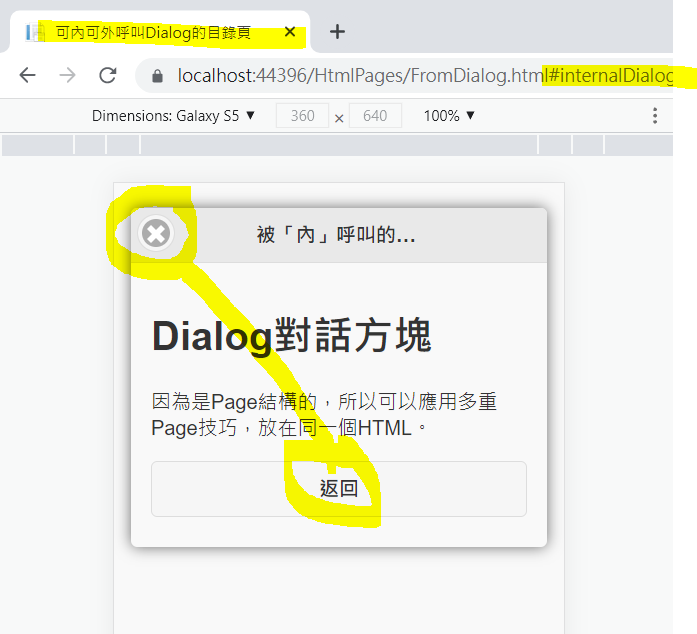 可內可外呼叫Dialog的目錄頁
localhost:44396/HtmlPages/FromDialog.html#internalDialog
Dimensions: Galaxy S5 ▼ 360 × 640 100% ▼
被「內」呼叫的...
Dialog對話方塊
因為是Page結構的，所以可以應用多重
Page技巧，放在同一個HTML。
返回